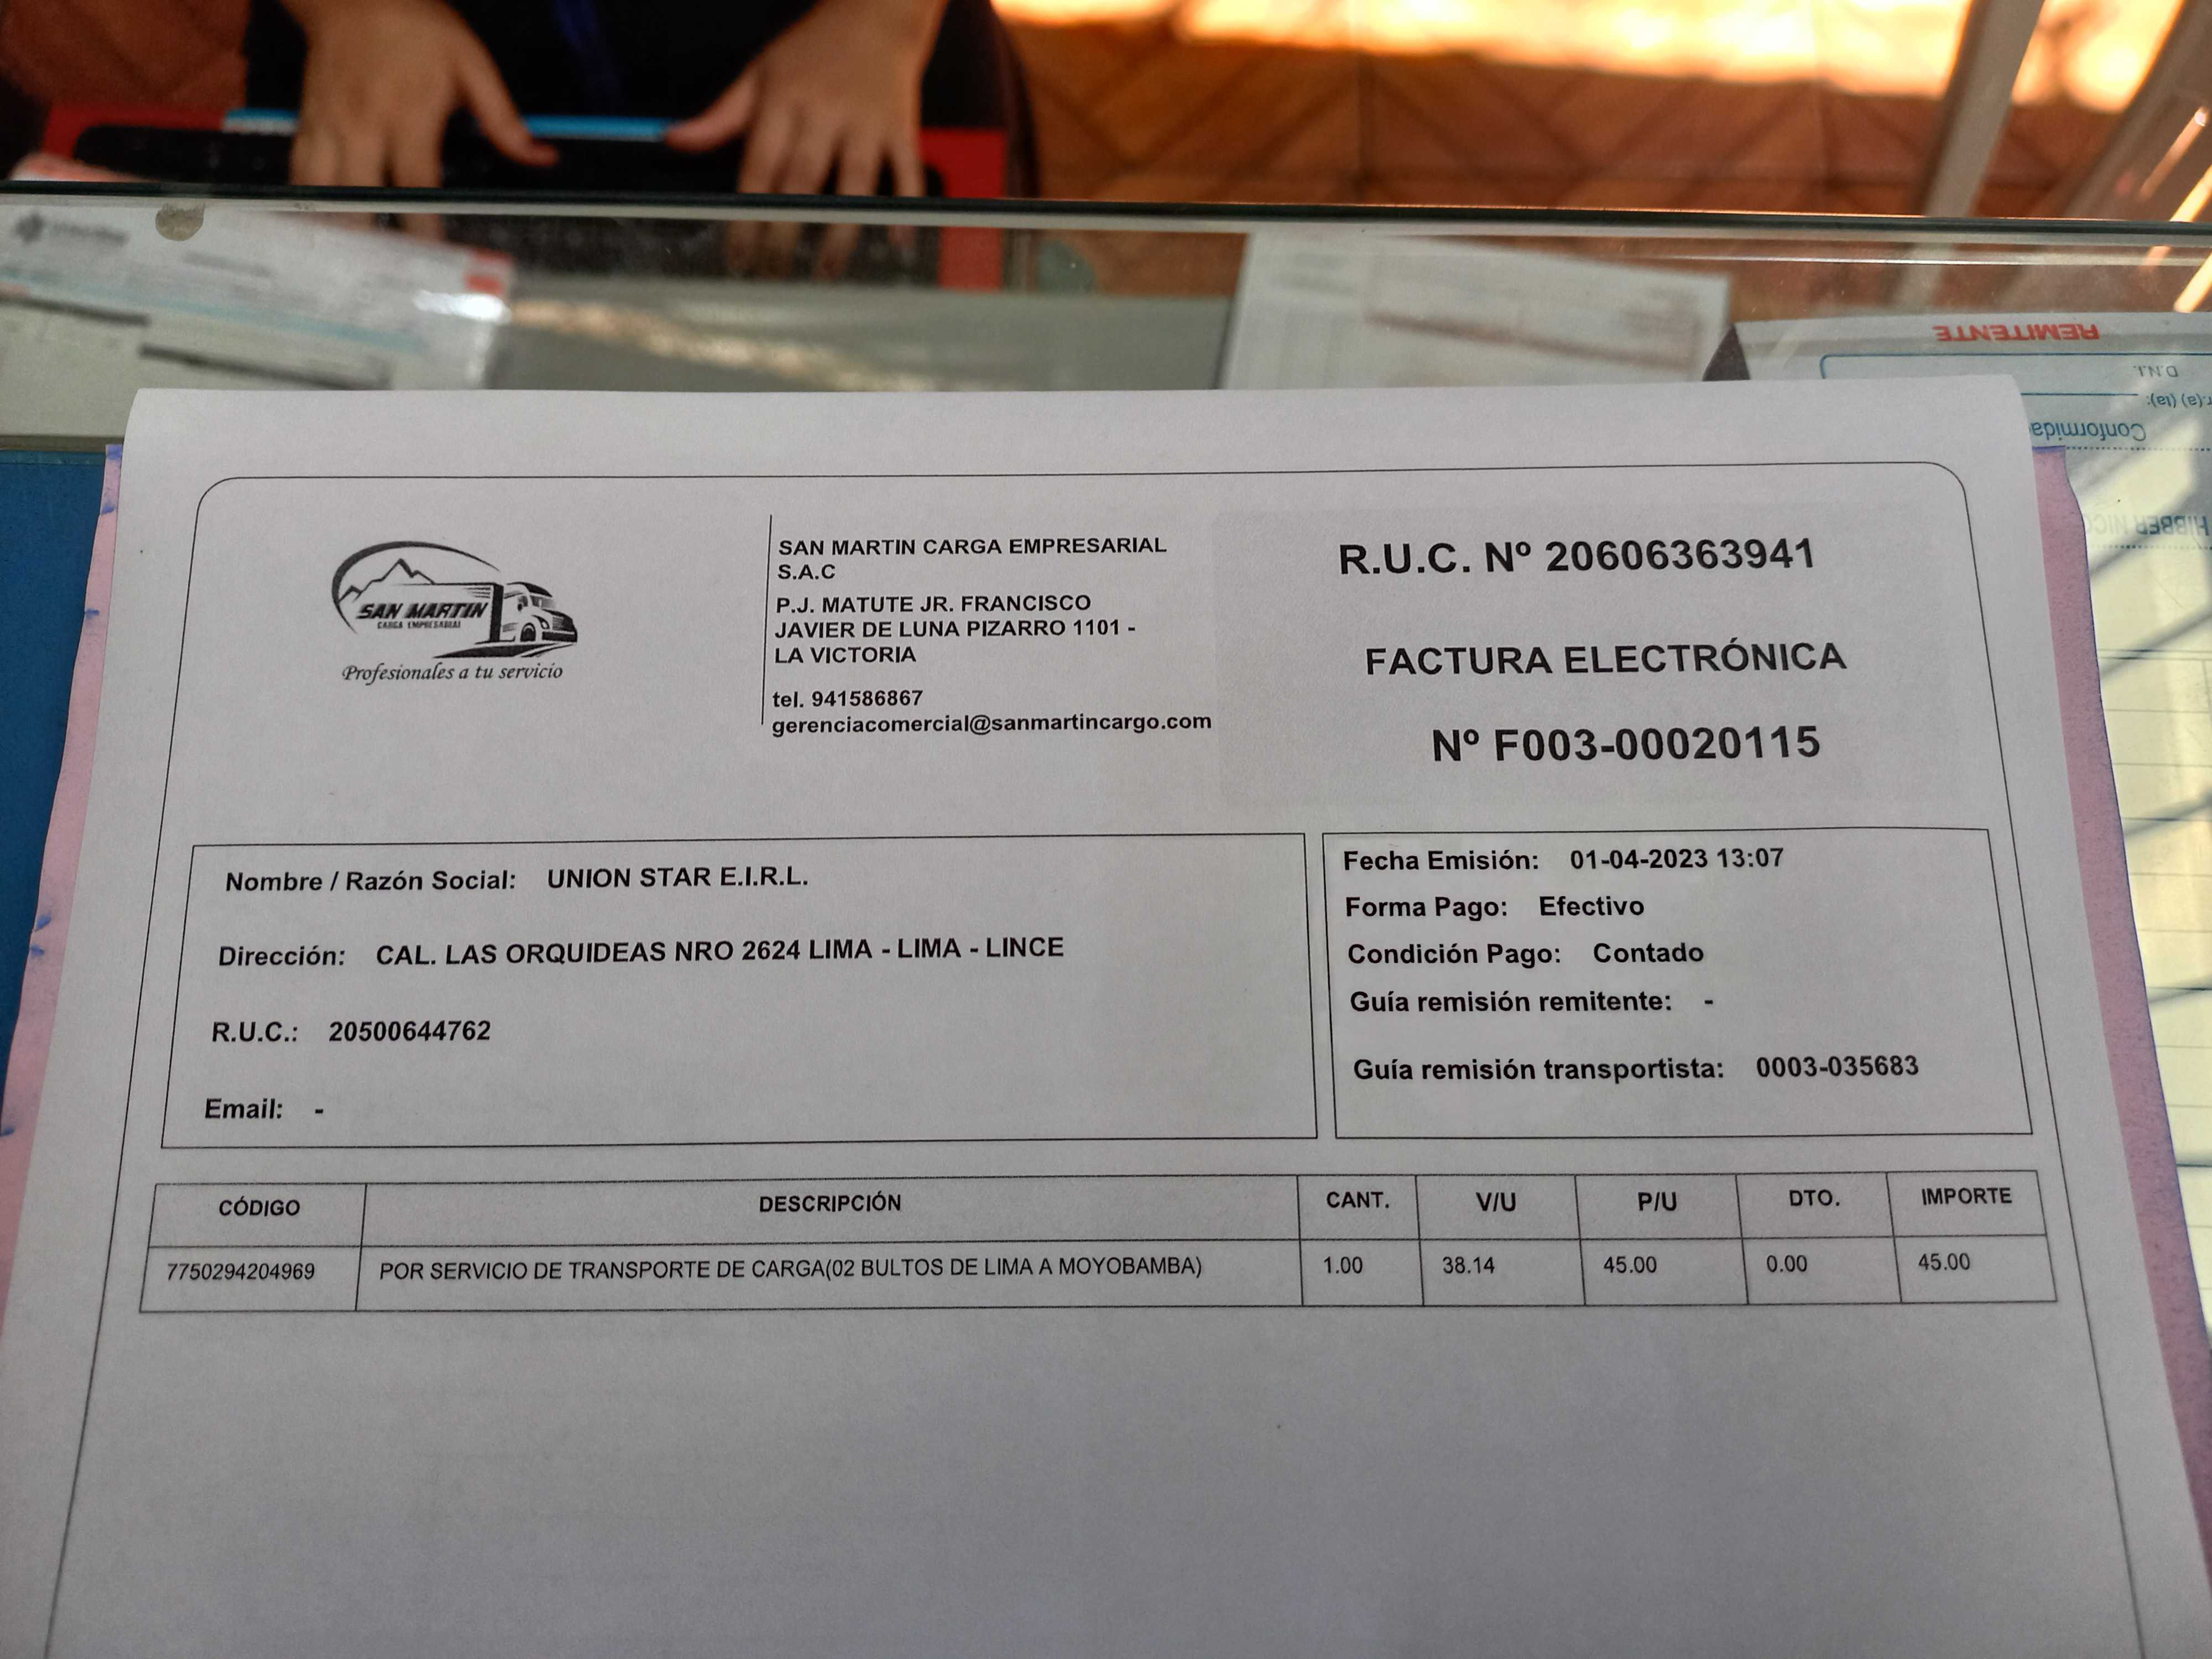 REMITENTE
D.N.I.
r.(a) (ta):
SAN MARTIN
CARGA EMPRESARIAL
Profesionales a tu servicio
SAN MARTIN CARGA EMPRESARIAL
S.A.C
P.J. MATUTE JR. FRANCISCO
JAVIER DE LUNA PIZARRO 1101 -
LA VICTORIA
tel. 941586867
gerenciacomercial@sanmartincargo.com
R.U.C. Nº 20606363941
FACTURA ELECTRÓNICA
Nº F003-00020115
Nombre / Razón Social: UNION STAR E.I.R.L.
Dirección: CAL. LAS ORQUIDEAS NRO 2624 LIMA - LIMA - LINCE
R.U.C.: 20500644762
Email: -
Fecha Emisión: 01-04-2023 13:07
Forma Pago: Efectivo
Condición Pago: Contado
Guía remisión remitente: -
Guía remisión transportista: 0003-035683
CÓDIGO DESCRIPCIÓN CANT. V/U P/U DTO. IMPORTE
7750294204969 POR SERVICIO DE TRANSPORTE DE CARGA(02 BULTOS DE LIMA A MOYOBAMBA) 1.00 38.14 45.00 0.00 45.00